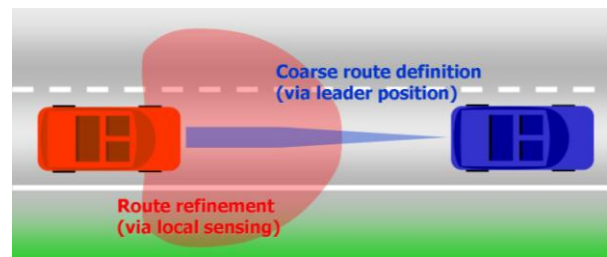 Coarse route definition
(via leader position)
Route refinement
(via local sensing)